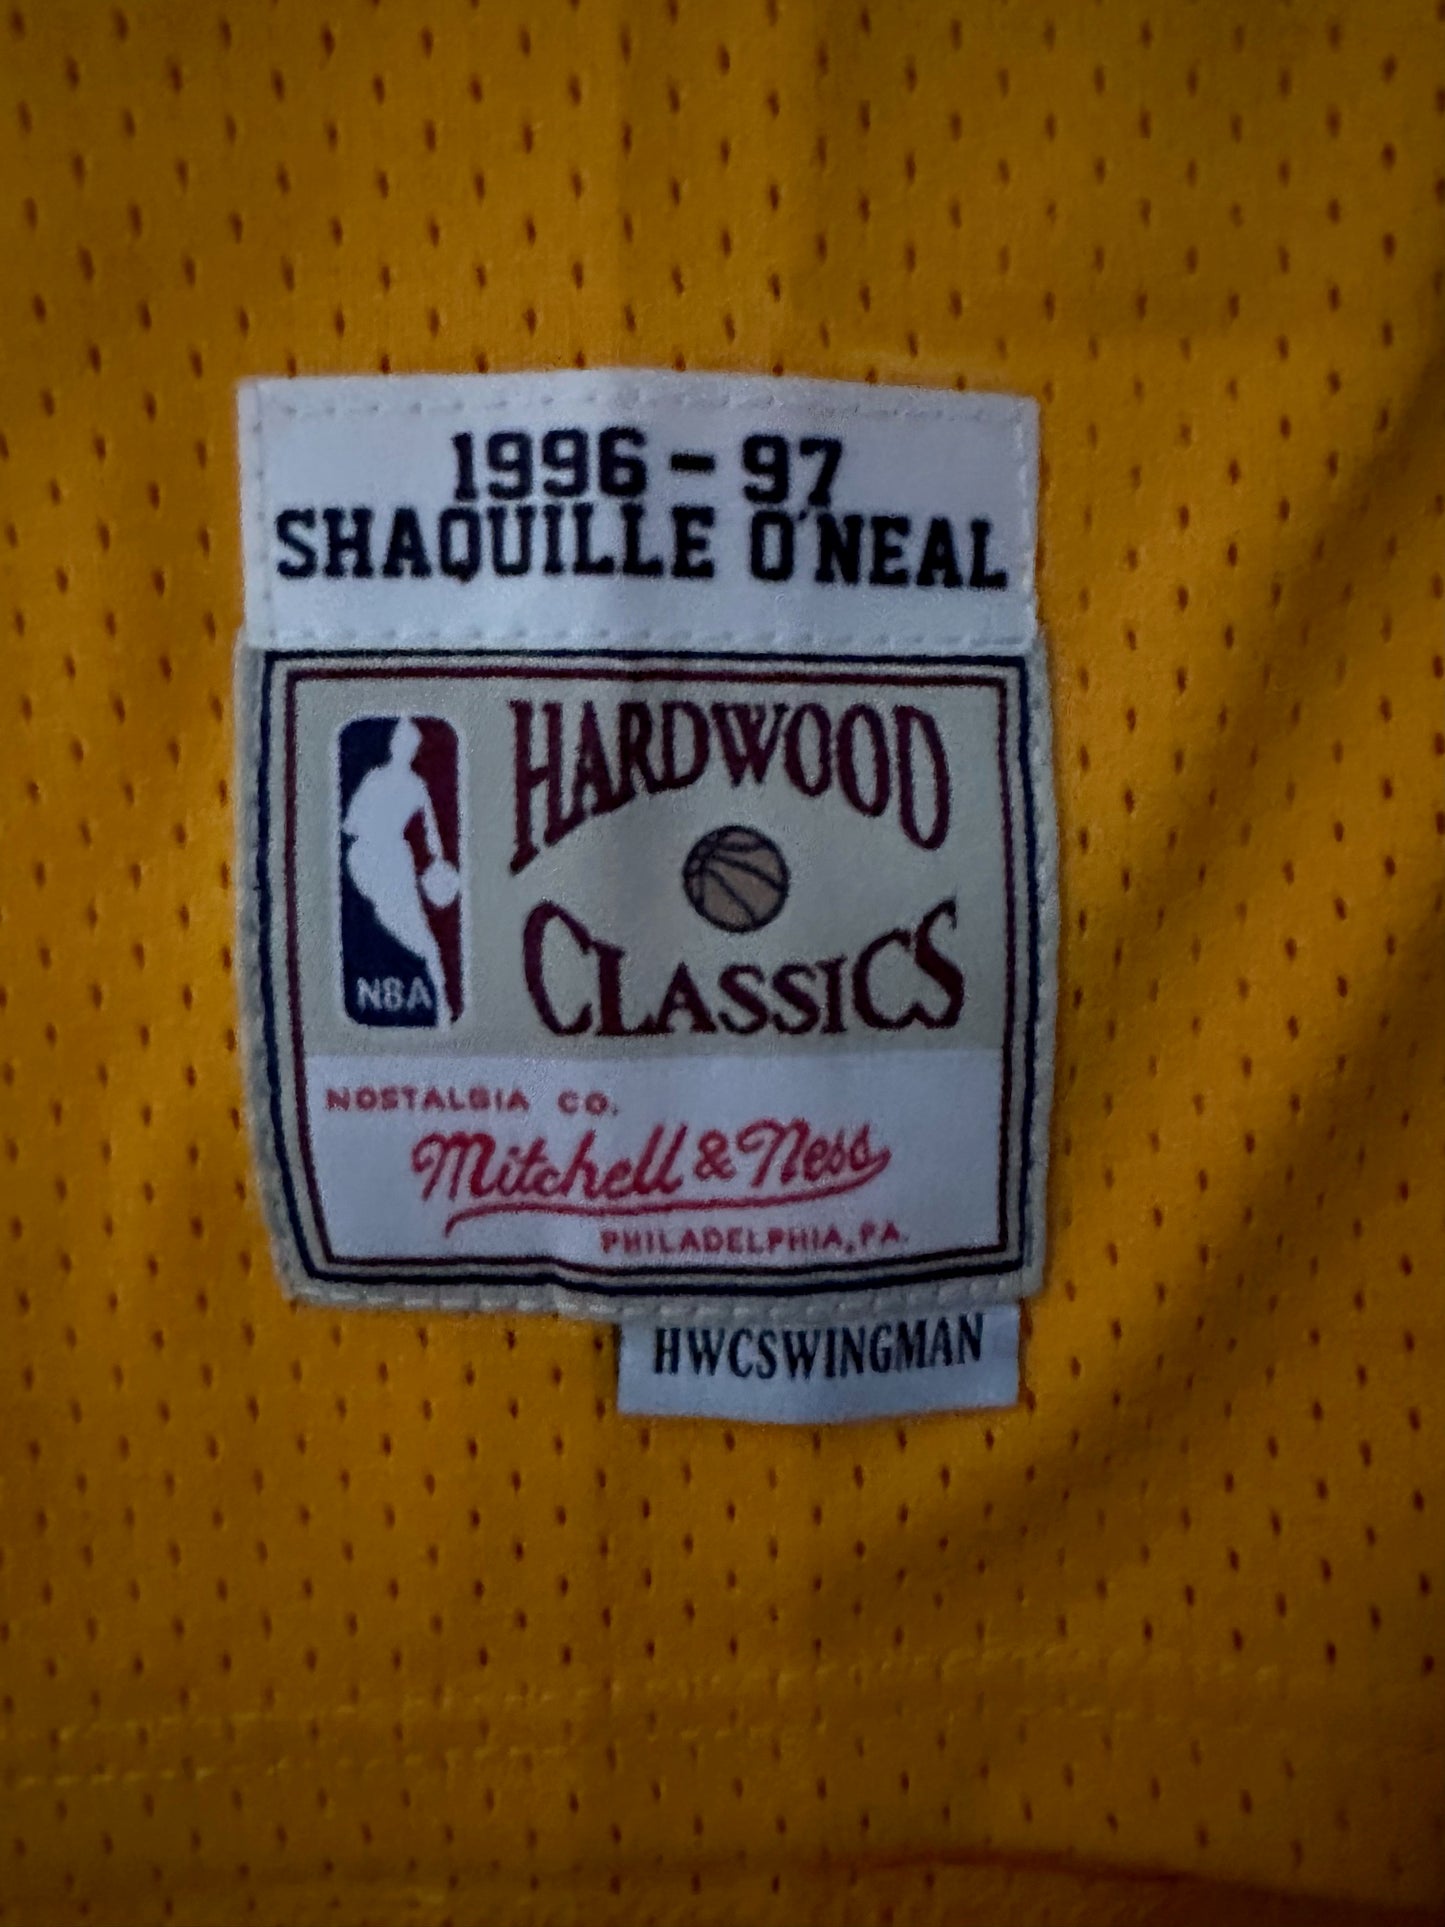 1996 - 97
SHAQUILLE O'NEAL
HARDWOOD
CLASSICS
NBA
NOSTALGIA CO.
Mitchell & Ness
PHILADELPHIA, PA.
HWCSWINGMAN